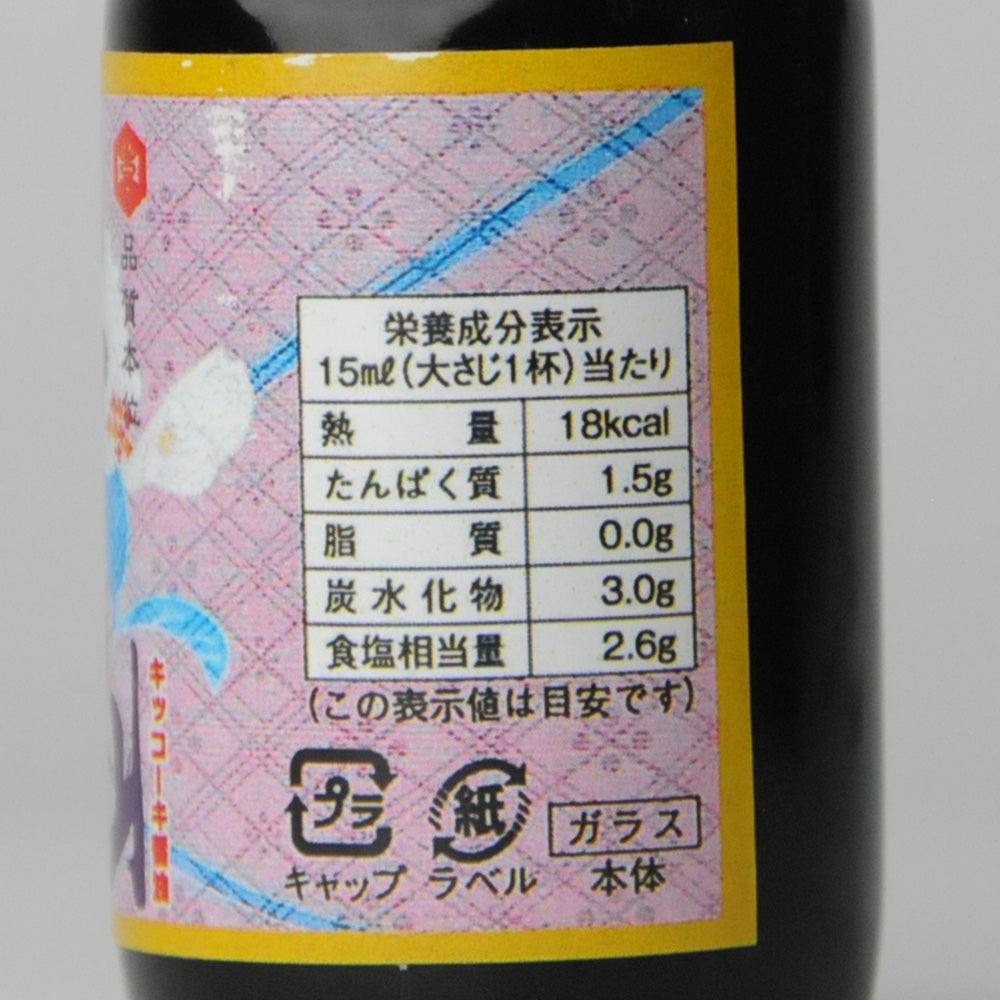 品質本位
栄養成分表示
15mℓ(大さじ1杯)当たり
熱量 18kcal
たんぱく質 1.5g
脂質 0.0g
炭水化物 3.0g
食塩相当量 2.6g
(この表示値は目安です)
キッコーキ醤油
プラ 紙 ガラス
キャップ ラベル 本体